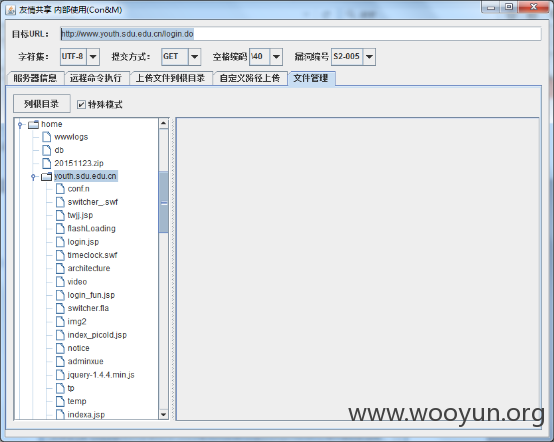 友情共享 内部使用(Con&M)
目标URL: http://www.youth.sdu.edu.cn/login.do
字符集: UTF-8 提交方式: GET 空格编码 \40 漏洞编号 S2-005
服务器信息 远程命令执行 上传文件到根目录 自定义路径上传 文件管理
列根目录 特殊模式
home
wwwlogs
db
20151123.zip
youth.sdu.edu.cn
conf.n
switcher_.swf
twjj.jsp
flashLoading
login.jsp
timeclock.swf
architecture
video
login_fun.jsp
switcher.fla
img2
index_picold.jsp
notice
adminxue
jquery-1.4.4.min.js
tp
temp
indexa.jsp
www.wooyun.org